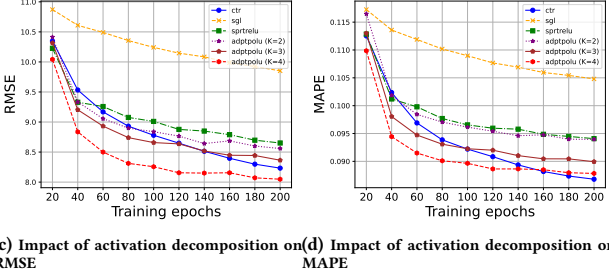 11.0
10.5
10.0
9.5
9.0
8.5
8.0
RMSE
ctr
sgl
sprtrelu
adptpolu (K=2)
adptpolu (K=3)
adptpolu (K=4)
20 40 60 80 100 120 140 160 180 200
Training epochs
0.115
0.110
0.105
0.100
0.095
0.090
MAPE
ctr
sgl
sprtrelu
adptpolu (K=2)
adptpolu (K=3)
adptpolu (K=4)
20 40 60 80 100 120 140 160 180 200
Training epochs
c) Impact of activation decomposition on
RMSE
(d) Impact of activation decomposition on
MAPE